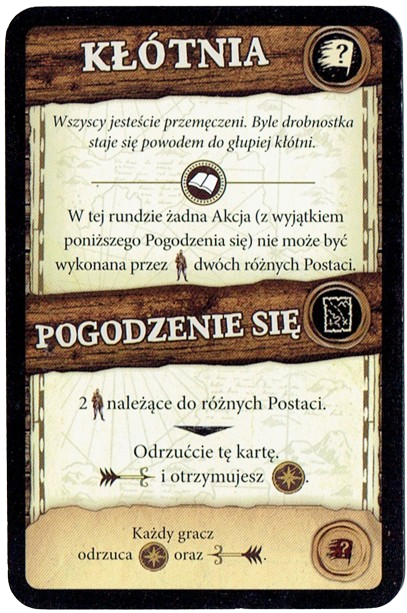 KŁÓTNIA
?
Wszyscy jesteście przemęczeni. Byle drobnostka
staje się powodem do głupiej kłótni.
W tej rundzie żadna Akcja (z wyjątkiem
poniższego Pogodzenia się) nie może być
wykonana przez dwóch różnych Postaci.
POGODZENIE SIĘ
2 należące do różnych Postaci.
Odrzućcie tę kartę.
i otrzymujesz .
Każdy gracz
odrzuca oraz .
?